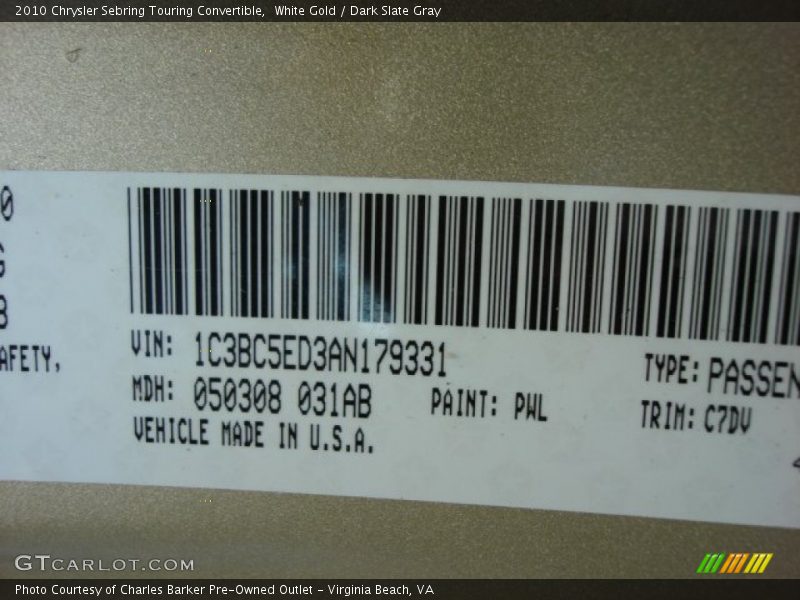 2010 Chrysler Sebring Touring Convertible, White Gold / Dark Slate Gray
0
8
AFETY,
VIN: 1C3BC5ED3AN179331
TYPE: PASSEN
MDH: 050308 031AB
PAINT: PWL
TRIM: C7DV
VEHICLE MADE IN U.S.A.
GTCARLOT.COM
Photo Courtesy of Charles Barker Pre-Owned Outlet - Virginia Beach, VA